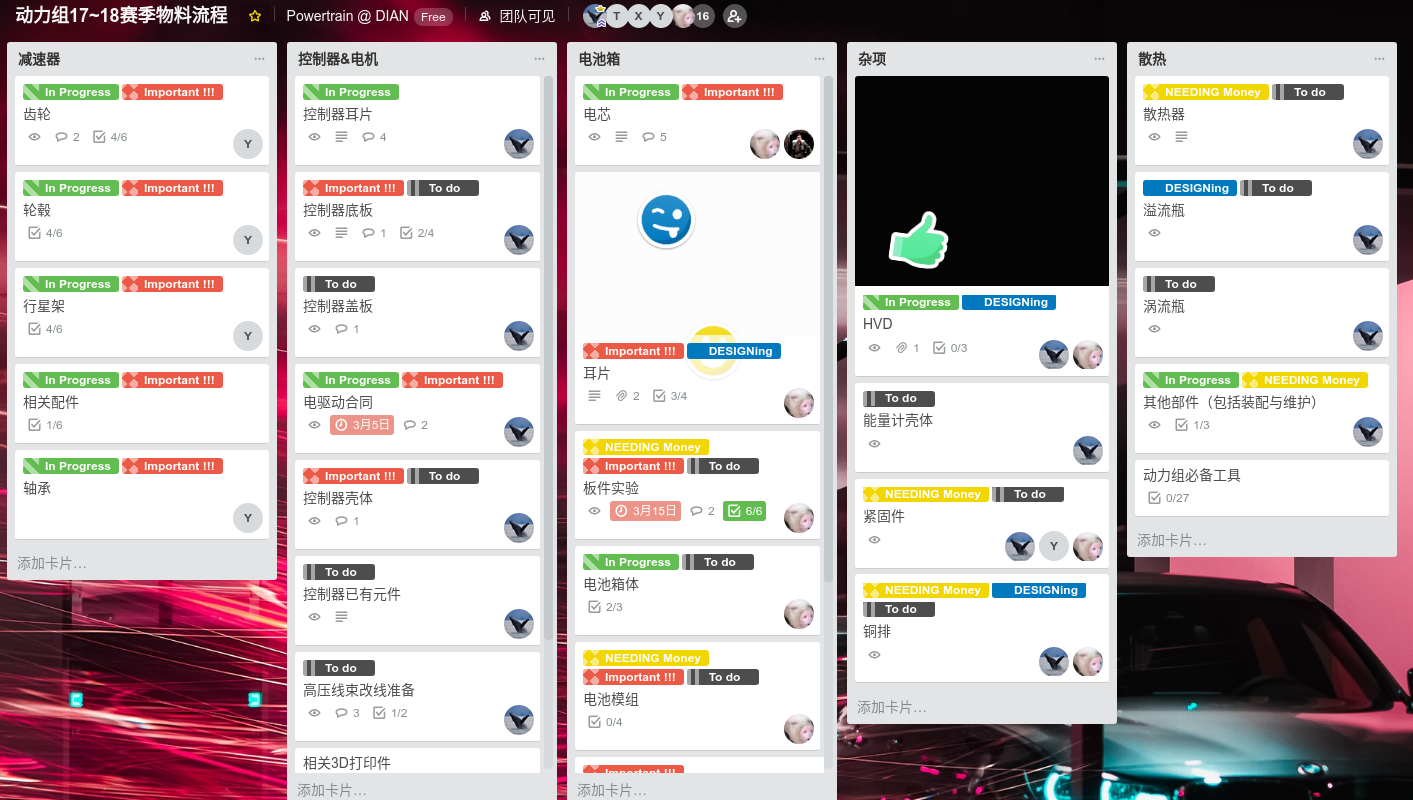 动力组17~18赛季物料流程
Powertrain @ DIAN Free
团队可见
T X Y 16
减速器
In Progress Important !!!
齿轮
2 4/6
Y
In Progress Important !!!
轮毂
4/6
Y
In Progress Important !!!
行星架
4/6
Y
In Progress Important !!!
相关配件
1/6
In Progress Important !!!
轴承
Y
添加卡片…
控制器&电机
In Progress
控制器耳片
4
Important !!! To do
控制器底板
1 2/4
To do
控制器盖板
1
In Progress Important !!!
电驱动合同
3月5日 2
Important !!! To do
控制器壳体
1
To do
控制器已有元件
To do
高压线束改线准备
3 1/2
相关3D打印件
添加卡片…
电池箱
In Progress Important !!!
电芯
5
Important !!! DESIGNing
耳片
2 3/4
NEEDING Money
Important !!! To do
板件实验
3月15日 2 6/6
In Progress To do
电池箱体
2/3
NEEDING Money
Important !!! To do
电池模组
0/4
Important !!!
添加卡片…
杂项
In Progress DESIGNing
HVD
1 0/3
To do
能量计壳体
NEEDING Money To do
紧固件
Y
NEEDING Money DESIGNing
To do
铜排
添加卡片…
散热
NEEDING Money To do
散热器
DESIGNing To do
溢流瓶
To do
涡流瓶
In Progress NEEDING Money
其他部件（包括装配与维护）
1/3
动力组必备工具
0/27
添加卡片…